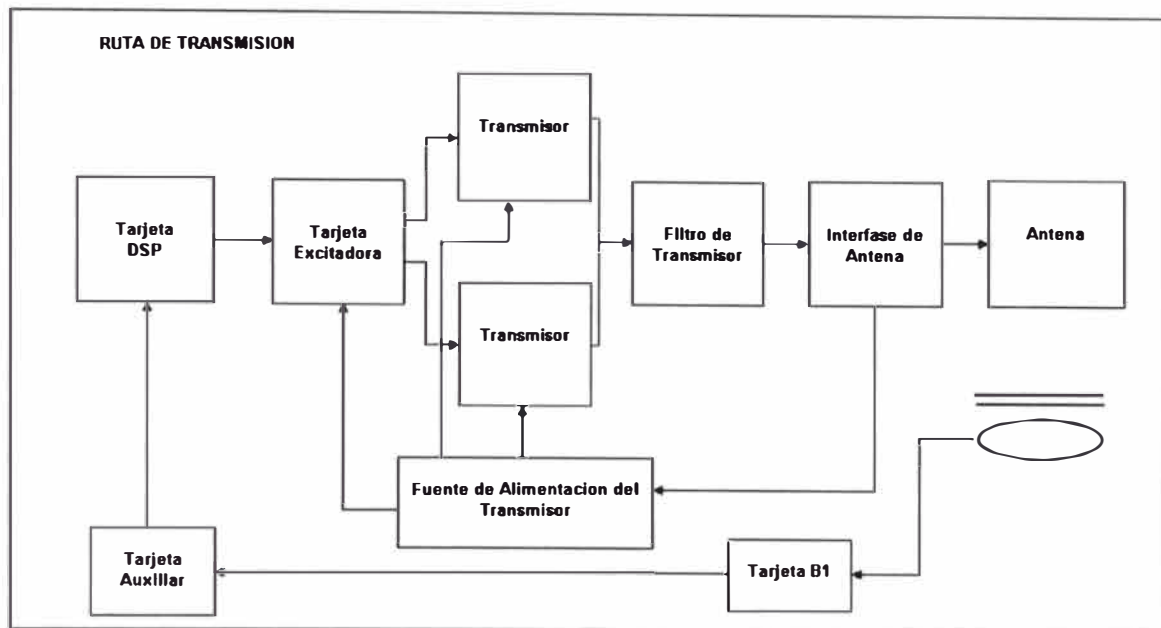 RUTA DE TRANSMISION
Transmisor
Tarjeta
DSP
Tarjeta
Excitadora
Filtro de
Transmisor
Interfase de
Antena
Antena
Transmisor
Fuente de Alimentacion del
Transmisor
Tarjeta
Auxiliar
Tarjeta B1